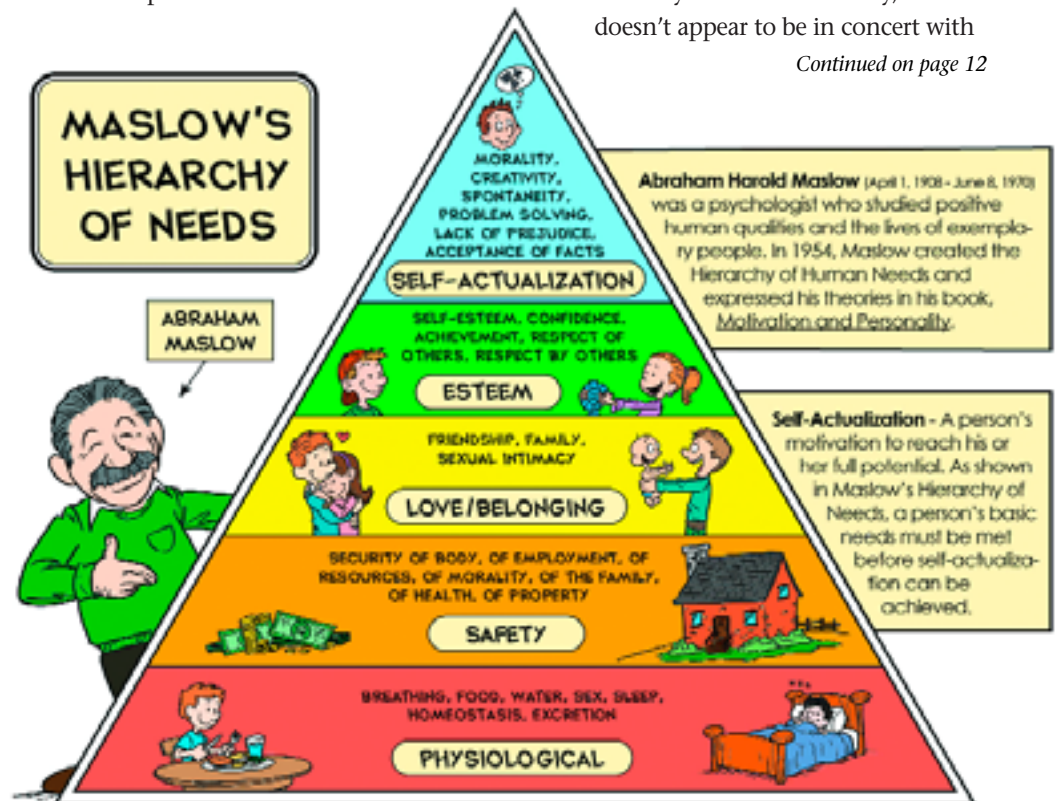 doesn’t appear to be in concert with
Continued on page 12
MASLOW'S
HIERARCHY
OF NEEDS
ABRAHAM
MASLOW
MORALITY,
CREATIVITY,
SPONTANEITY,
PROBLEM SOLVING,
LACK OF PREJUDICE,
ACCEPTANCE OF FACTS
SELF-ACTUALIZATION
SELF-ESTEEM, CONFIDENCE,
ACHIEVEMENT, RESPECT OF
OTHERS, RESPECT BY OTHERS
ESTEEM
FRIENDSHIP, FAMILY,
SEXUAL INTIMACY
LOVE/BELONGING
SECURITY OF BODY, OF EMPLOYMENT, OF
RESOURCES, OF MORALITY, OF THE FAMILY,
OF HEALTH, OF PROPERTY
SAFETY
BREATHING, FOOD, WATER, SEX, SLEEP,
HOMEOSTASIS, EXCRETION
PHYSIOLOGICAL
Abraham Harold Maslow (April 1, 1908 - June 8, 1970)
was a psychologist who studied positive
human qualities and the lives of exempla-
ry people. In 1954, Maslow created the
Hierarchy of Human Needs and
expressed his theories in his book,
Motivation and Personality.
Self-Actualization - A person's
motivation to reach his or
her full potential. As shown
in Maslow's Hierarchy of
Needs, a person's basic
needs must be met
before self-actualiza-
tion can be
achieved.